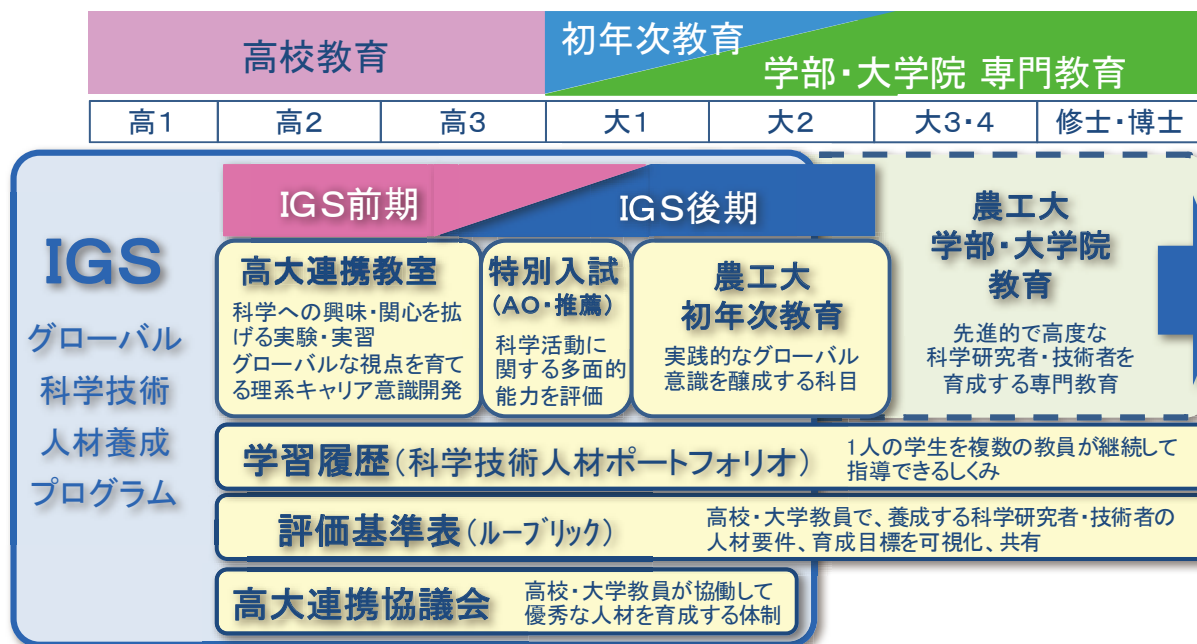 高校教育
初年次教育
学部・大学院 専門教育
高1
高2
高3
大1
大2
大3・4
修士・博士
IGS前期
IGS後期
IGS
グローバル
科学技術
人材養成
プログラム
高大連携教室
科学への興味・関心を拡
げる実験・実習
グローバルな視点を育て
る理系キャリア意識開発
特別入試
(AO・推薦)
科学活動に
関する多面的
能力を評価
農工大
初年次教育
実践的なグローバル
意識を醸成する科目
農工大
学部・大学院
教育
先進的で高度な
科学研究者・技術者を
育成する専門教育
学習履歴(科学技術人材ポートフォリオ)
1人の学生を複数の教員が継続して
指導できるしくみ
評価基準表(ルーブリック)
高校・大学教員で、養成する科学研究者・技術者の
人材要件、育成目標を可視化、共有
高大連携協議会
高校・大学教員が協働して
優秀な人材を育成する体制